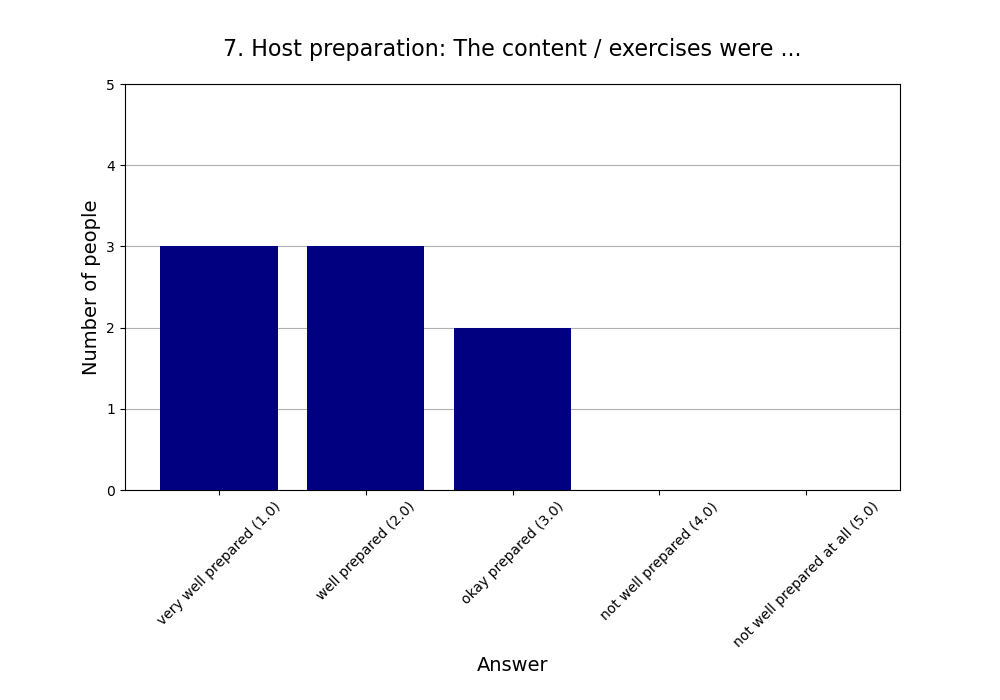 7. Host preparation: The content / exercises were ...
5
4
3
2
1
0
Number of people
very well prepared (1.0)
well prepared (2.0)
okay prepared (3.0)
not well prepared (4.0)
not well prepared at all (5.0)
Answer